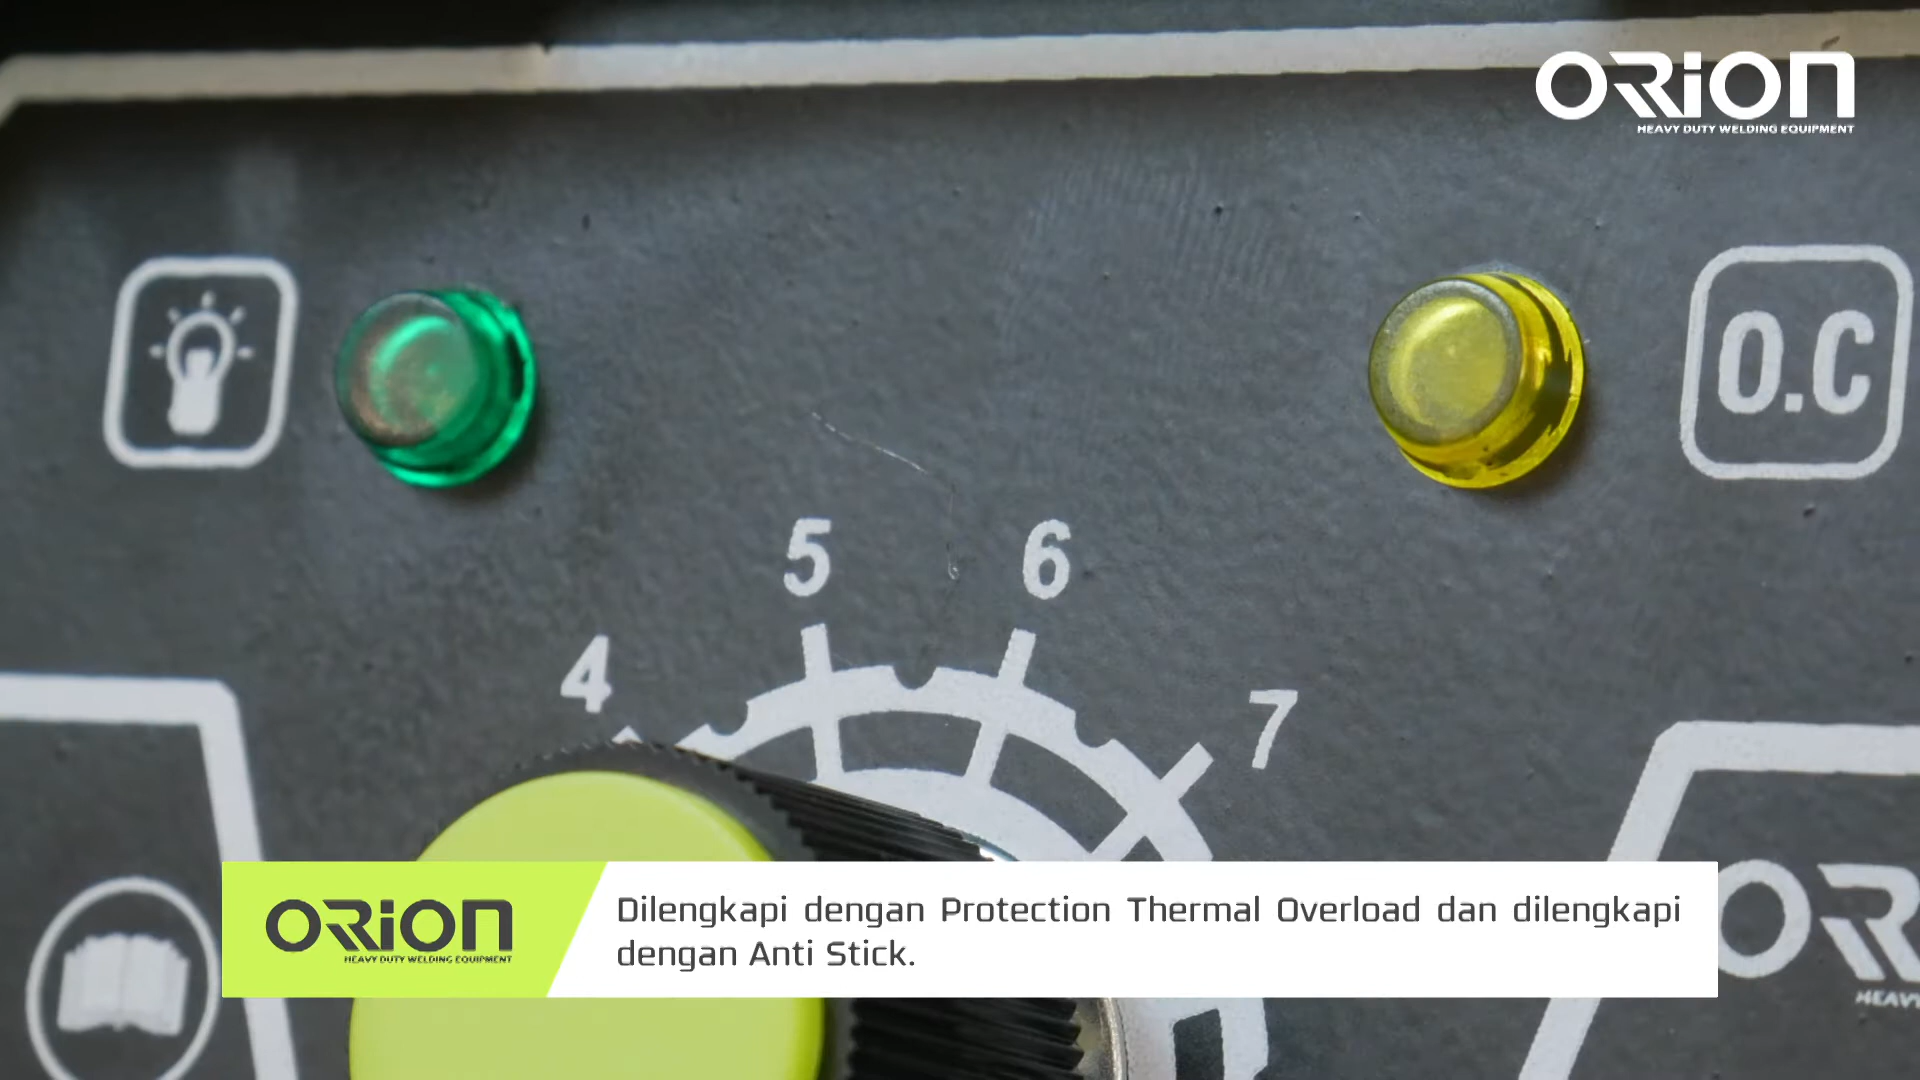 ORiON
HEAVY DUTY WELDING EQUIPMENT
O.C
5
6
4
7
ORiON
HEAVY DUTY WELDING EQUIPMENT
Dilengkapi dengan Protection Thermal Overload dan dilengkapi
dengan Anti Stick.